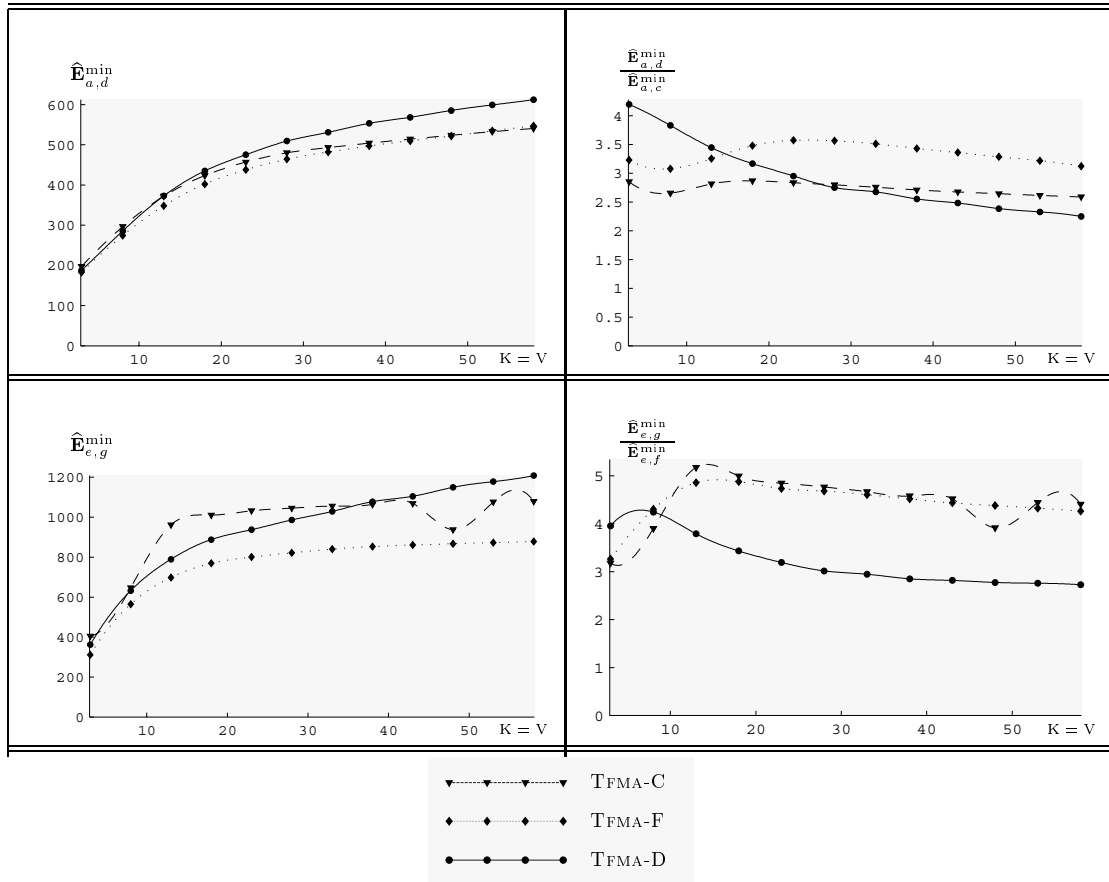 Ê^min_a,d
600
500
400
300
200
100
0
10 20 30 40 50 K = V
Ê^min_a,d
Ê^min_a,c
4
3.5
3
2.5
2
1.5
1
0.5
0
10 20 30 40 50 K = V
Ê^min_e,g
1200
1000
800
600
400
200
0
10 20 30 40 50 K = V
Ê^min_e,g
Ê^min_e,f
5
4
3
2
1
0
10 20 30 40 50 K = V
TFMA-C
TFMA-F
TFMA-D